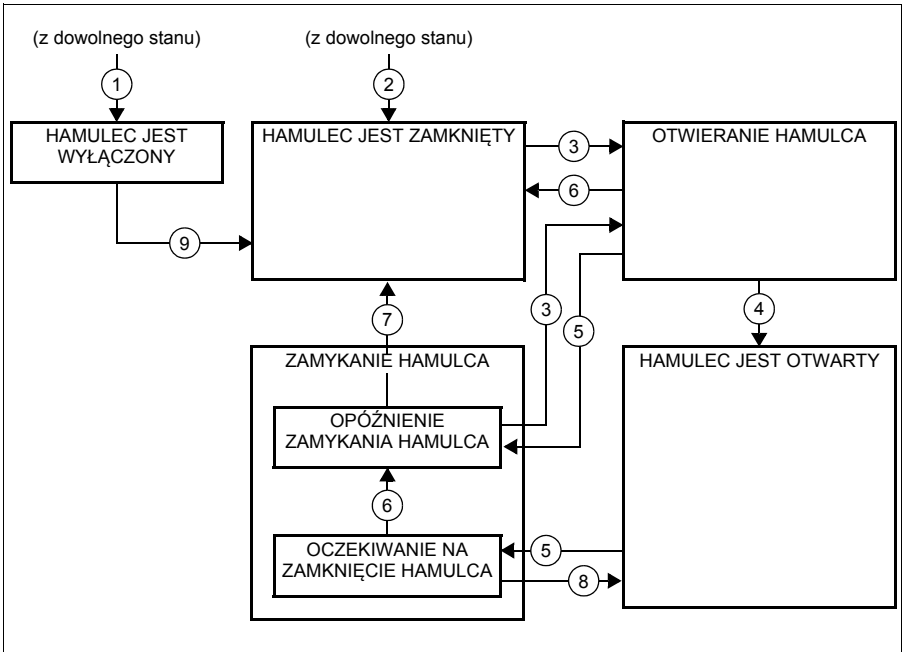 (z dowolnego stanu)
(z dowolnego stanu)
1
2
HAMULEC JEST
WYŁĄCZONY
HAMULEC JEST ZAMKNIĘTY
3
6
OTWIERANIE HAMULCA
9
7
3
5
4
ZAMYKANIE HAMULCA
OPÓŹNIENIE
ZAMYKANIA HAMULCA
6
OCZEKIWANIE NA
ZAMKNIĘCIE HAMULCA
5
8
HAMULEC JEST OTWARTY